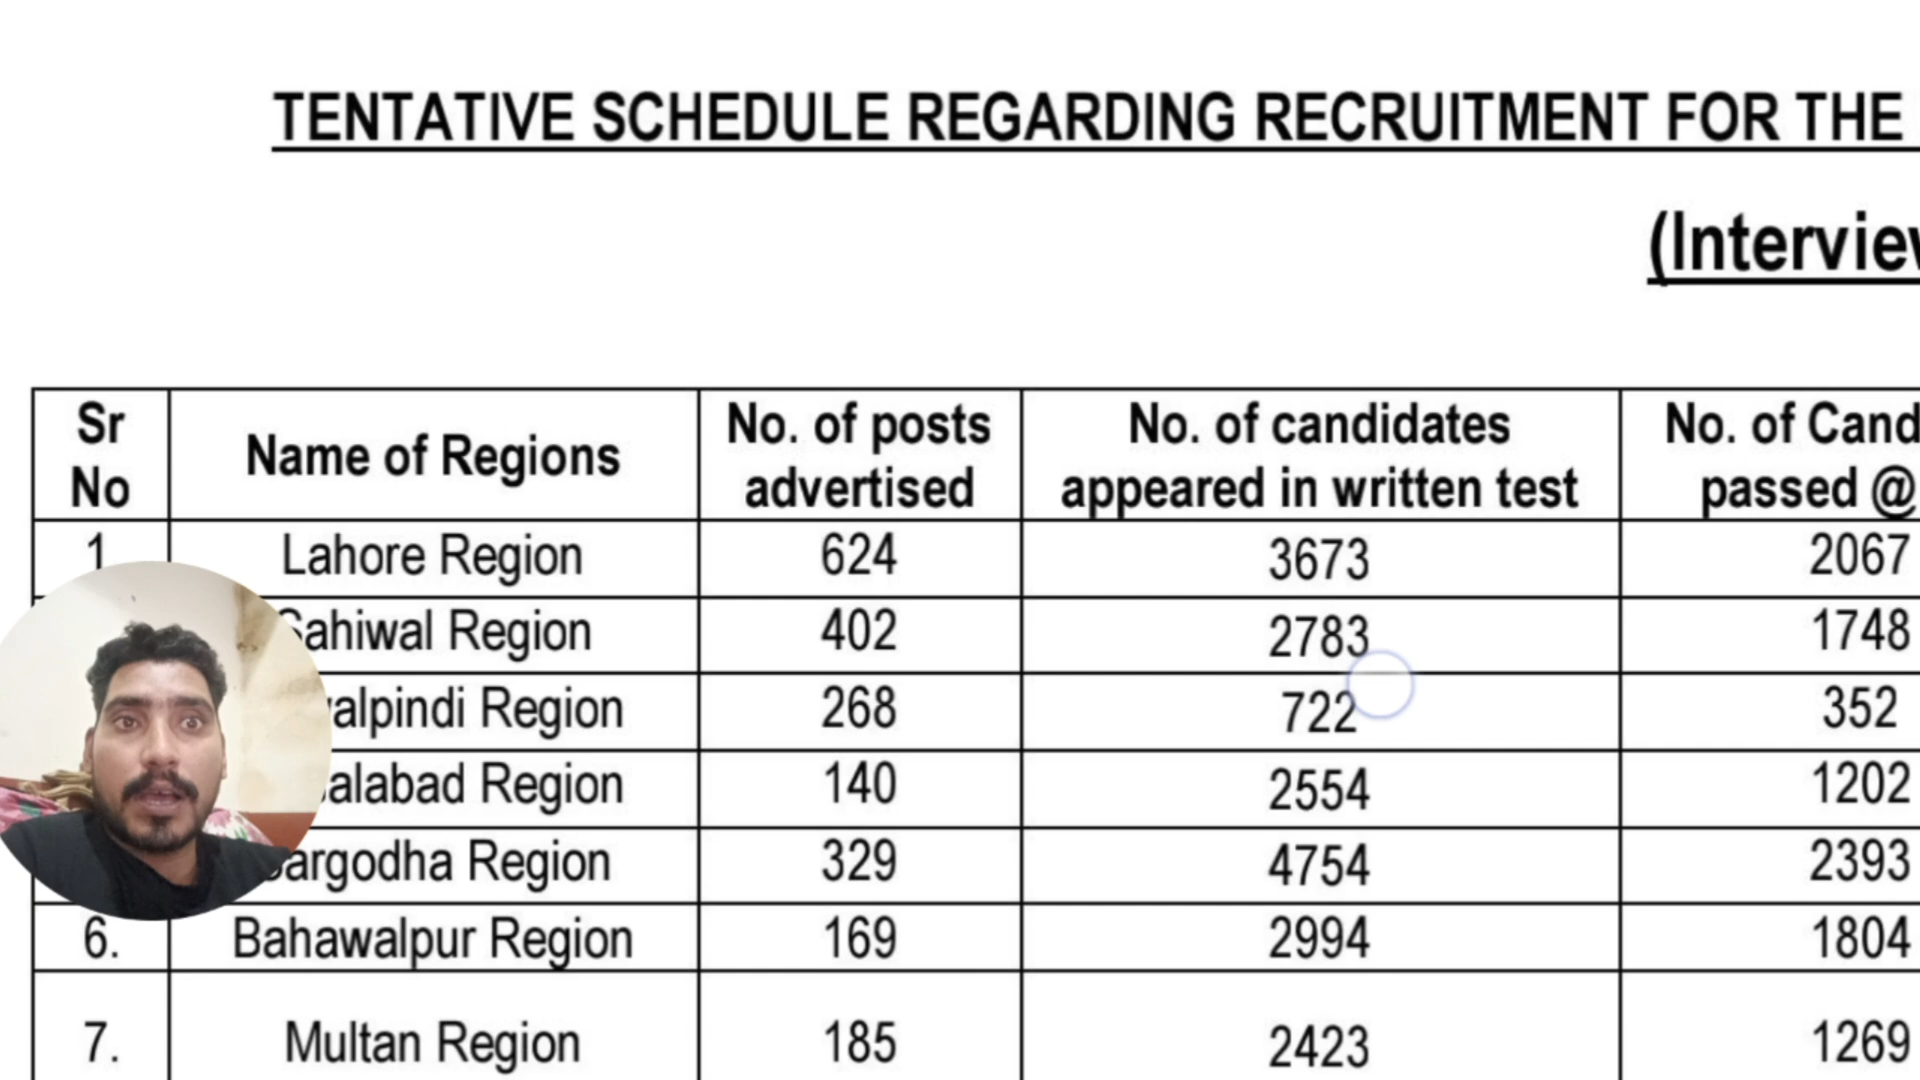 TENTATIVE SCHEDULE REGARDING RECRUITMENT FOR THE
(Interview
Sr No Name of Regions No. of posts advertised No. of candidates appeared in written test No. of Cand passed @
1 Lahore Region 624 3673 2067
Sahiwal Region 402 2783 1748
alpindi Region 268 722 352
alabad Region 140 2554 1202
argodha Region 329 4754 2393
6. Bahawalpur Region 169 2994 1804
7. Multan Region 185 2423 1269